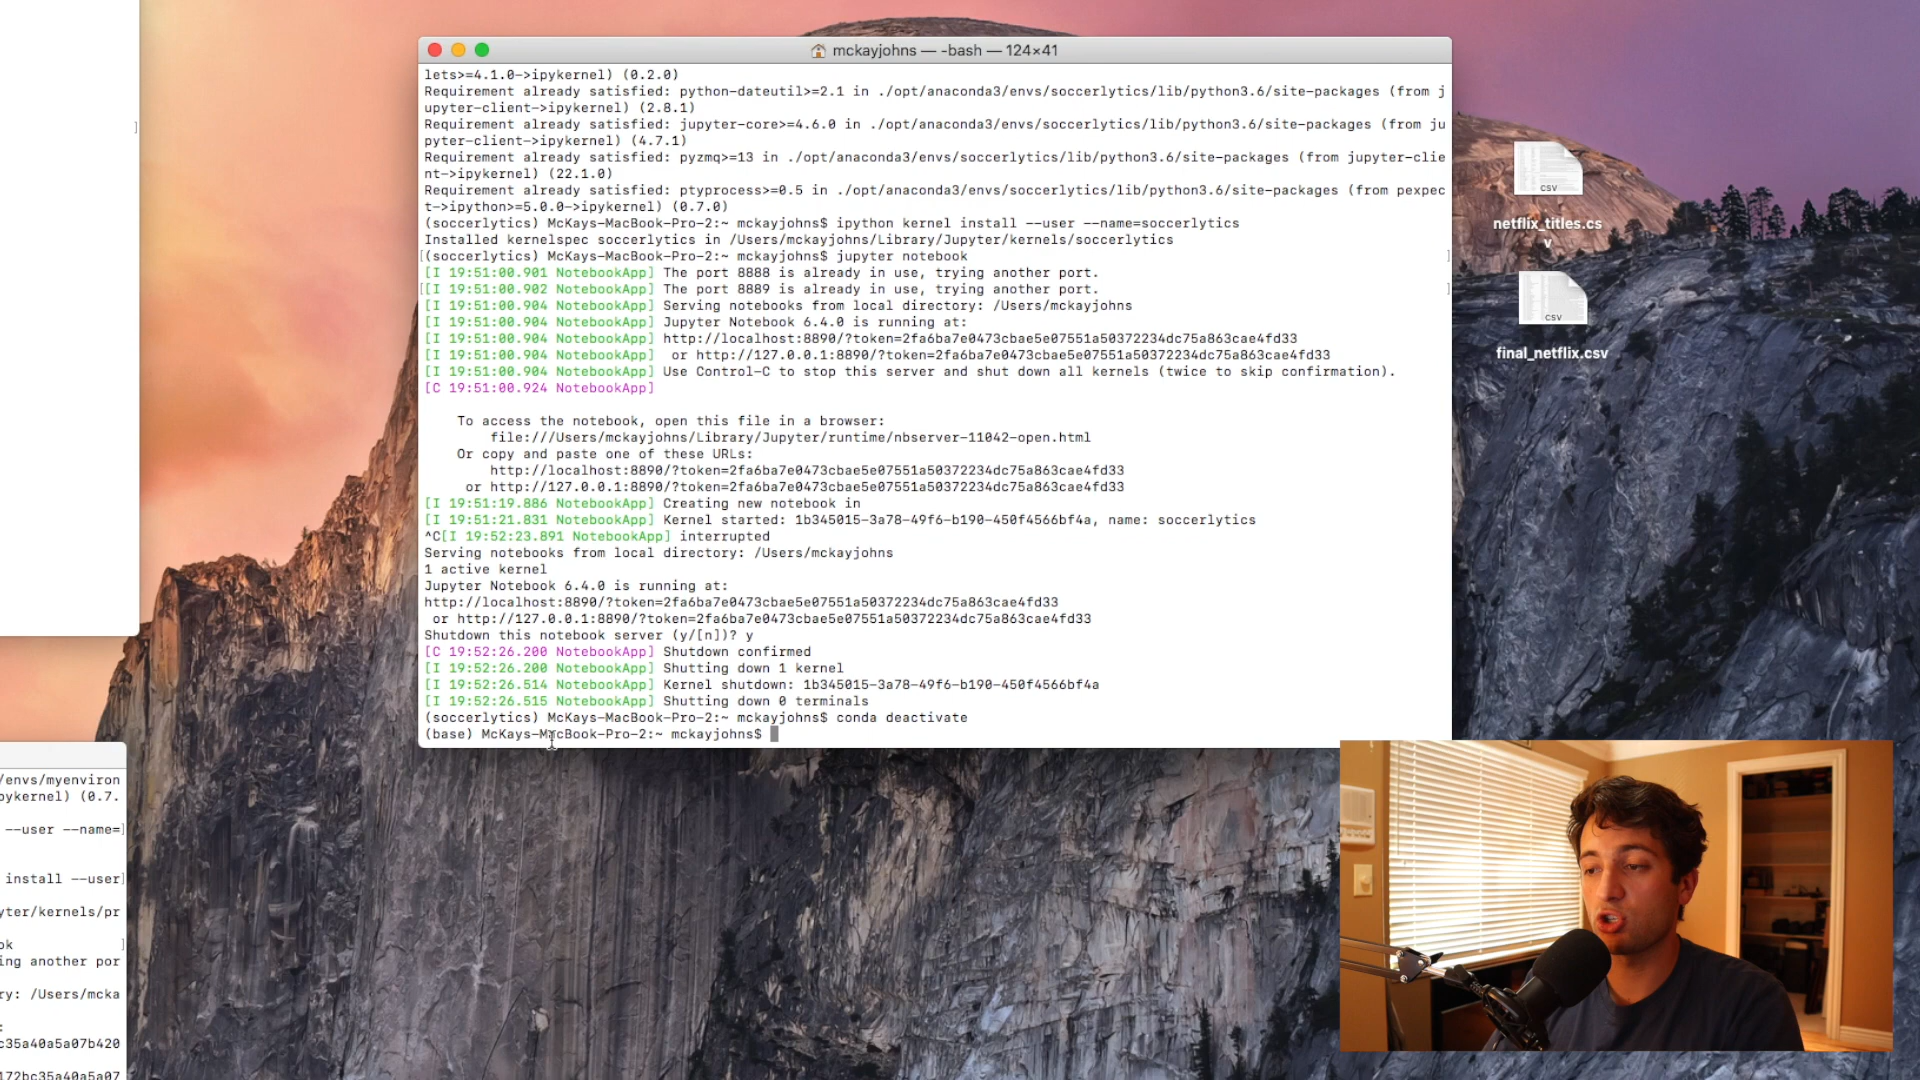 mckayjohns — -bash — 124×41
lets>=4.1.0->ipykernel) (0.2.0)
Requirement already satisfied: python-dateutil>=2.1 in ./opt/anaconda3/envs/soccerlytics/lib/python3.6/site-packages (from j
upyter-client->ipykernel) (2.8.1)
Requirement already satisfied: jupyter-core>=4.6.0 in ./opt/anaconda3/envs/soccerlytics/lib/python3.6/site-packages (from ju
pyter-client->ipykernel) (4.7.1)
Requirement already satisfied: pyzmq>=13 in ./opt/anaconda3/envs/soccerlytics/lib/python3.6/site-packages (from jupyter-clie
nt->ipykernel) (22.1.0)
Requirement already satisfied: ptyprocess>=0.5 in ./opt/anaconda3/envs/soccerlytics/lib/python3.6/site-packages (from pexpec
t->ipython>=5.0.0->ipykernel) (0.7.0)
(soccerlytics) McKays-MacBook-Pro-2:~ mckayjohns$ ipython kernel install --user --name=soccerlytics
Installed kernelspec soccerlytics in /Users/mckayjohns/Library/Jupyter/kernels/soccerlytics
[(soccerlytics) McKays-MacBook-Pro-2:~ mckayjohns$ jupyter notebook ]
[I 19:51:00.901 NotebookApp] The port 8888 is already in use, trying another port.
[[I 19:51:00.902 NotebookApp] The port 8889 is already in use, trying another port. ]
[I 19:51:00.904 NotebookApp] Serving notebooks from local directory: /Users/mckayjohns
[I 19:51:00.904 NotebookApp] Jupyter Notebook 6.4.0 is running at:
[I 19:51:00.904 NotebookApp] http://localhost:8890/?token=2fa6ba7e0473cbae5e07551a50372234dc75a863cae4fd33
[I 19:51:00.904 NotebookApp]  or http://127.0.0.1:8890/?token=2fa6ba7e0473cbae5e07551a50372234dc75a863cae4fd33
[I 19:51:00.904 NotebookApp] Use Control-C to stop this server and shut down all kernels (twice to skip confirmation).
[C 19:51:00.924 NotebookApp]
To access the notebook, open this file in a browser:
file:///Users/mckayjohns/Library/Jupyter/runtime/nbserver-11042-open.html
Or copy and paste one of these URLs:
http://localhost:8890/?token=2fa6ba7e0473cbae5e07551a50372234dc75a863cae4fd33
or http://127.0.0.1:8890/?token=2fa6ba7e0473cbae5e07551a50372234dc75a863cae4fd33
[I 19:51:19.886 NotebookApp] Creating new notebook in
[I 19:51:21.831 NotebookApp] Kernel started: 1b345015-3a78-49f6-b190-450f4566bf4a, name: soccerlytics
^C[I 19:52:23.891 NotebookApp] interrupted
Serving notebooks from local directory: /Users/mckayjohns
1 active kernel
Jupyter Notebook 6.4.0 is running at:
http://localhost:8890/?token=2fa6ba7e0473cbae5e07551a50372234dc75a863cae4fd33
or http://127.0.0.1:8890/?token=2fa6ba7e0473cbae5e07551a50372234dc75a863cae4fd33
Shutdown this notebook server (y/[n])? y
[C 19:52:26.200 NotebookApp] Shutdown confirmed
[I 19:52:26.200 NotebookApp] Shutting down 1 kernel
[I 19:52:26.514 NotebookApp] Kernel shutdown: 1b345015-3a78-49f6-b190-450f4566bf4a
[I 19:52:26.515 NotebookApp] Shutting down 0 terminals
(soccerlytics) McKays-MacBook-Pro-2:~ mckayjohns$ conda deactivate
(base) McKays-MacBook-Pro-2:~ mckayjohns$
CSV
netflix_titles.cs
v
CSV
final_netflix.csv
]
/envs/myenviron
pykernel) (0.7.
--user --name=]
install --user]
yter/kernels/pr
ok ]
ing another por
ry: /Users/mcka
:
c35a40a5a07b420
172bc35a40a5a07